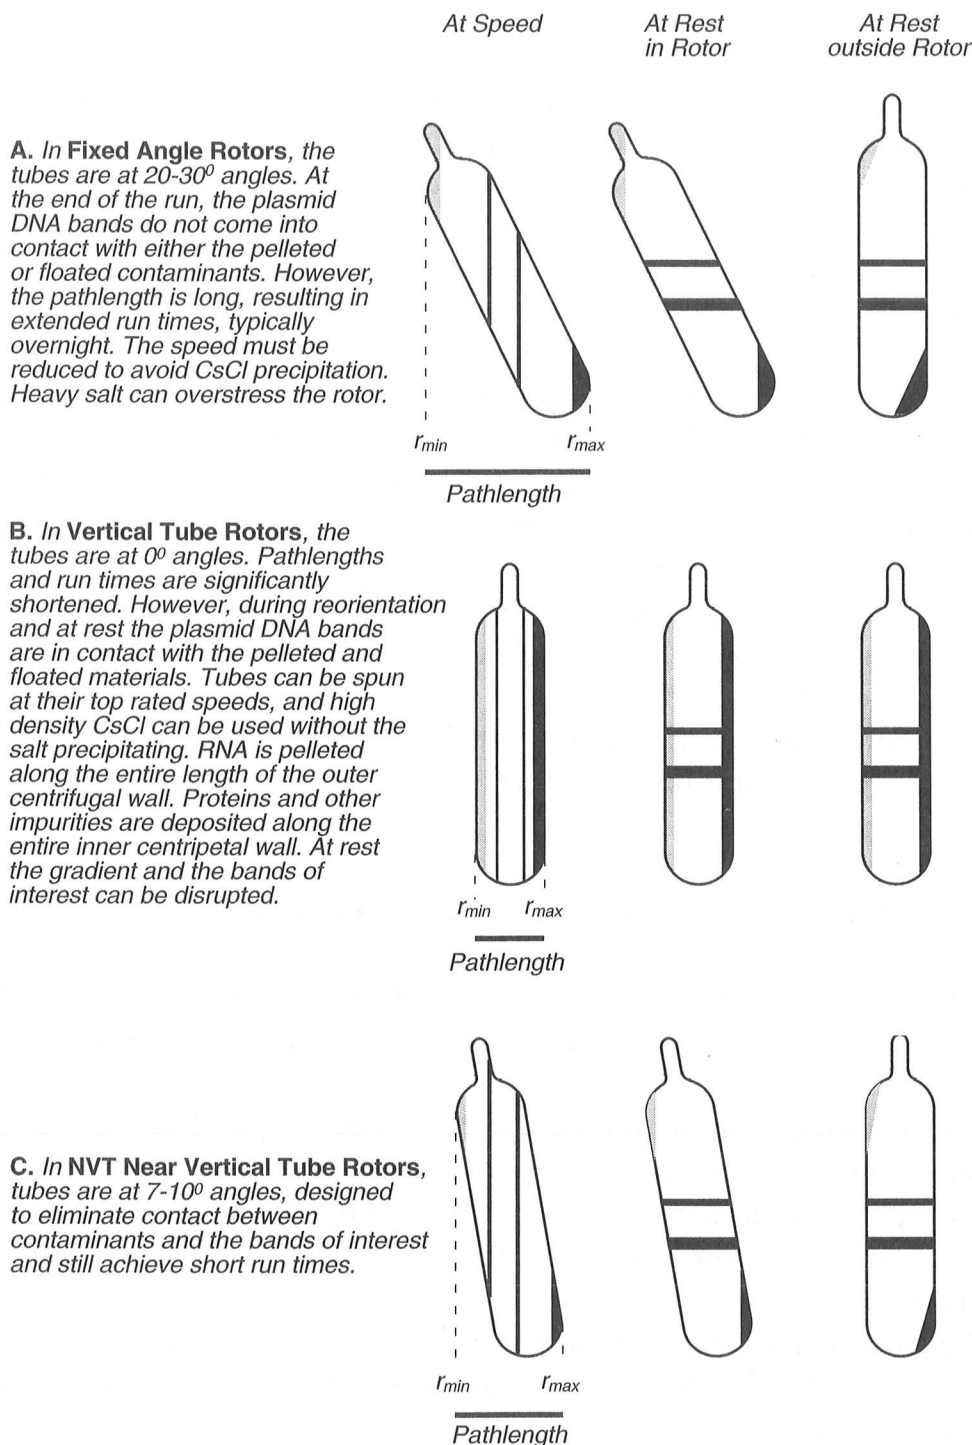 At Speed
At Rest
in Rotor
At Rest
outside Rotor
A. In Fixed Angle Rotors, the
tubes are at 20-30⁰ angles. At
the end of the run, the plasmid
DNA bands do not come into
contact with either the pelleted
or floated contaminants. However,
the pathlength is long, resulting in
extended run times, typically
overnight. The speed must be
reduced to avoid CsCl precipitation.
Heavy salt can overstress the rotor.
rmin
rmax
Pathlength
B. In Vertical Tube Rotors, the
tubes are at 0⁰ angles. Pathlengths
and run times are significantly
shortened. However, during reorientation
and at rest the plasmid DNA bands
are in contact with the pelleted and
floated materials. Tubes can be spun
at their top rated speeds, and high
density CsCl can be used without the
salt precipitating. RNA is pelleted
along the entire length of the outer
centrifugal wall. Proteins and other
impurities are deposited along the
entire inner centripetal wall. At rest
the gradient and the bands of
interest can be disrupted.
rmin
rmax
Pathlength
C. In NVT Near Vertical Tube Rotors,
tubes are at 7-10⁰ angles, designed
to eliminate contact between
contaminants and the bands of interest
and still achieve short run times.
rmin
rmax
Pathlength